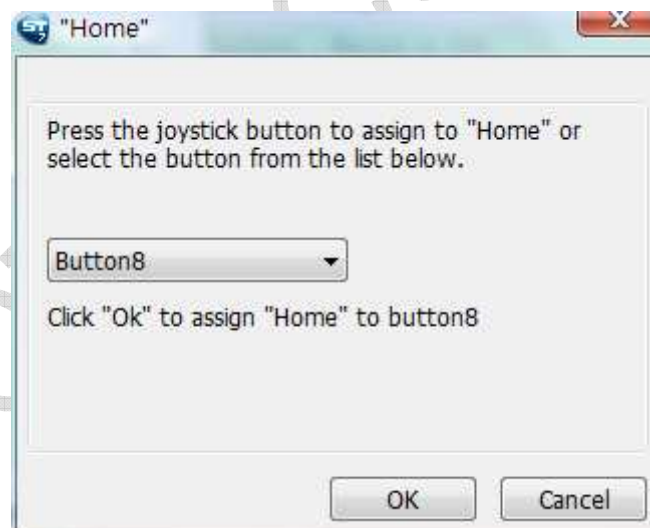 ST7 "Home"
Press the joystick button to assign to "Home" or
select the button from the list below.
Button8
Click "Ok" to assign "Home" to button8
OK
Cancel